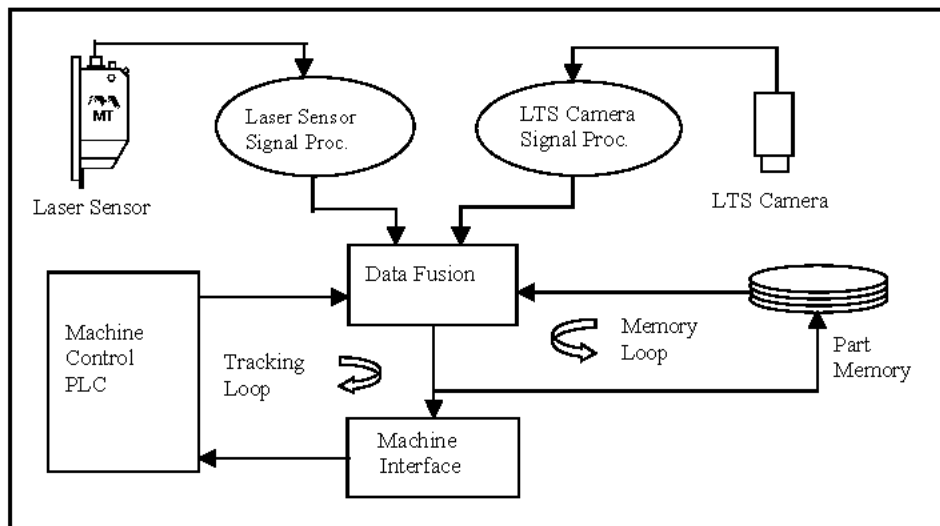 MT
Laser Sensor
Signal Proc.
LTS Camera
Signal Proc.
Laser Sensor
LTS Camera
Data Fusion
Machine
Control
PLC
Tracking
Loop
Memory
Loop
Part
Memory
Machine
Interface